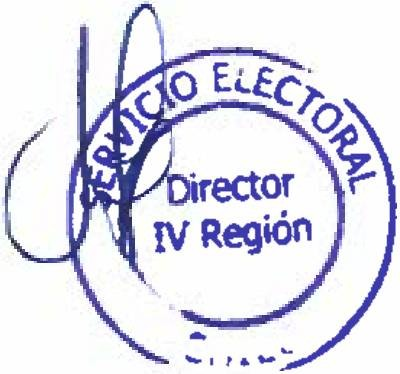 SERVICIO ELECTORAL
Director
IV Región